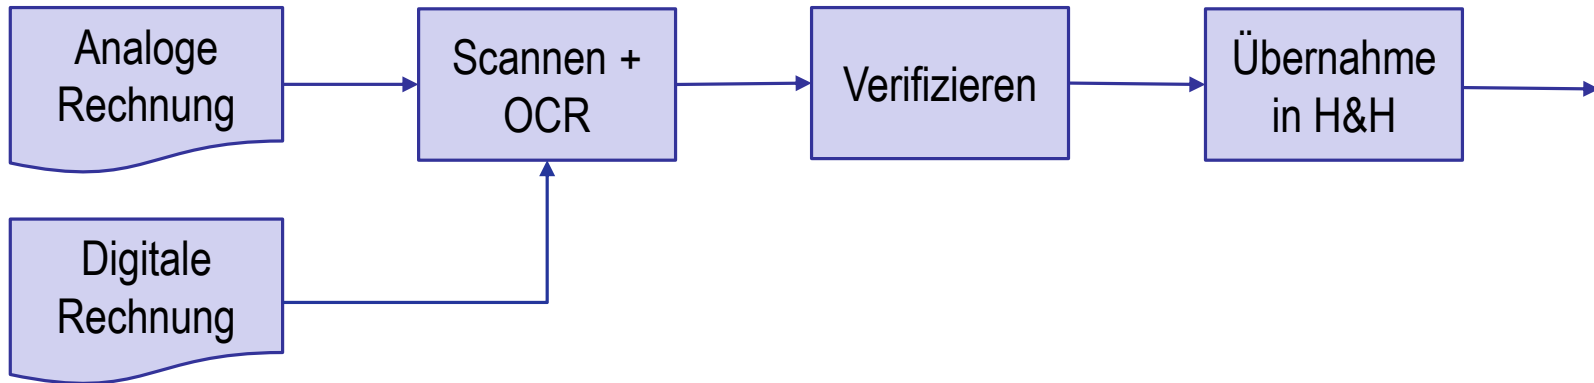 Analoge
Rechnung
Scannen +
OCR
Verifizieren
Übernahme
in H&H
Digitale
Rechnung